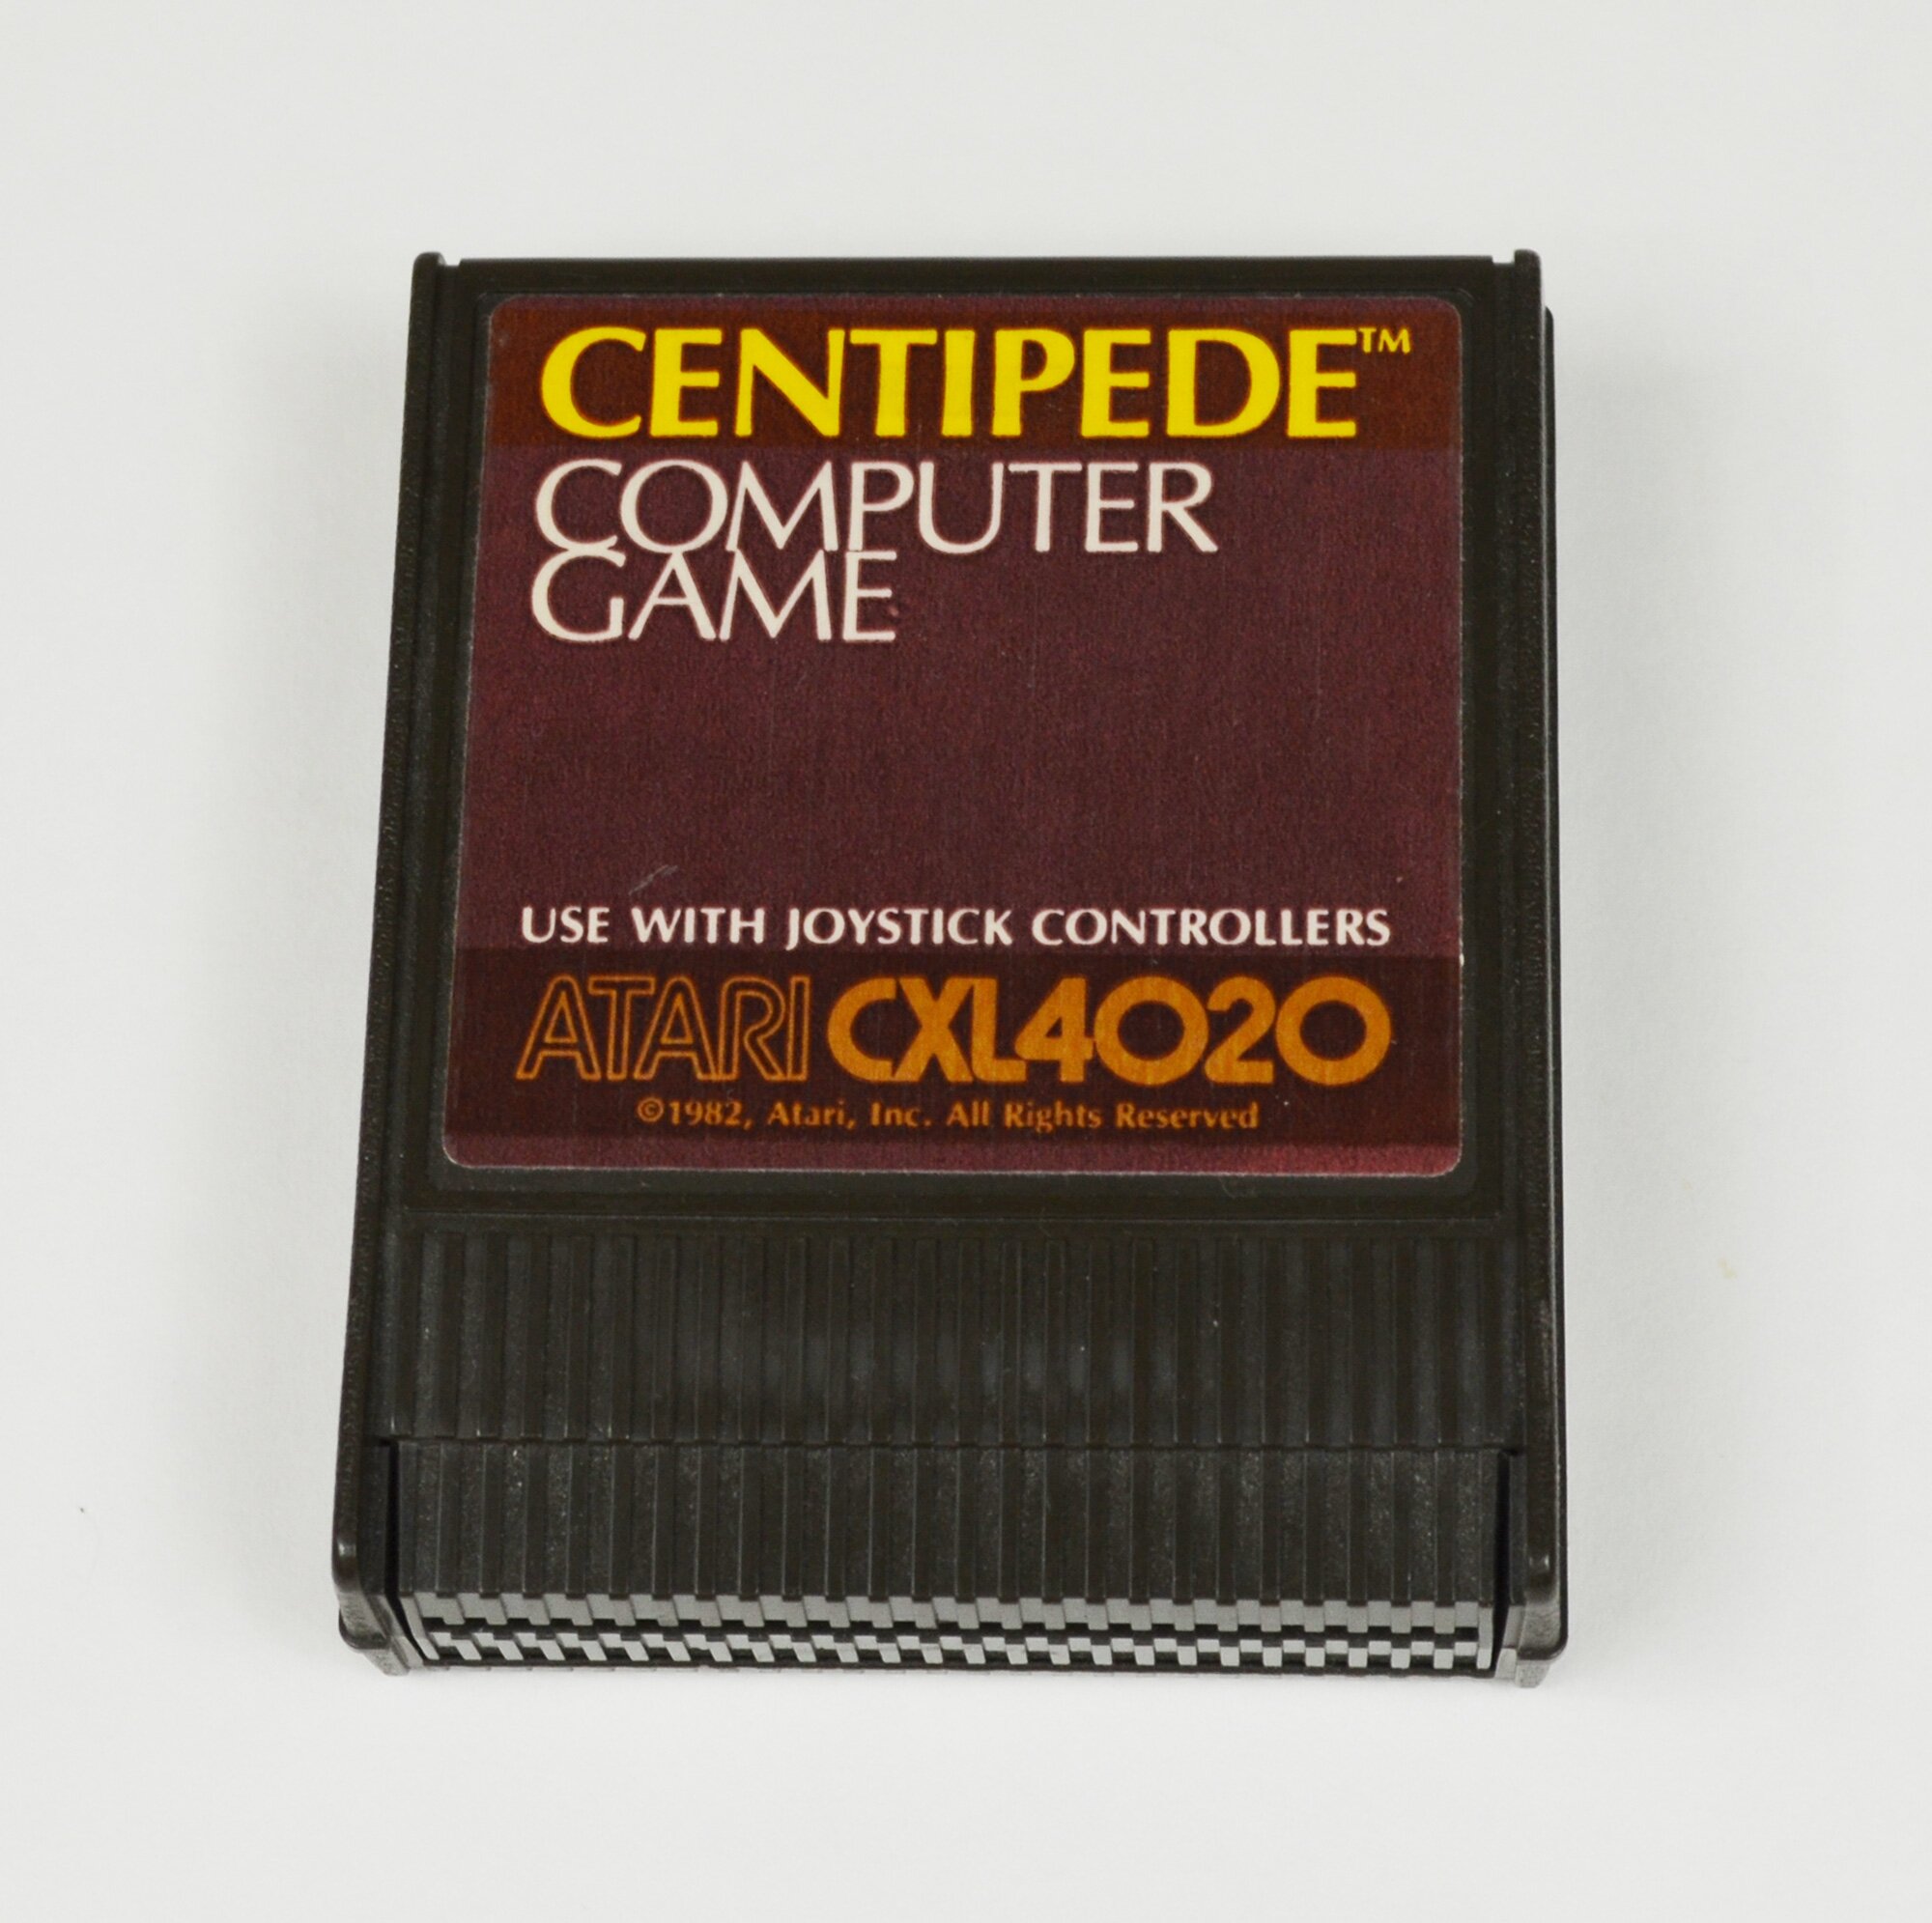 CENTIPEDE™
COMPUTER
GAME
USE WITH JOYSTICK CONTROLLERS
ATARI CXL4020
©1982, Atari, Inc. All Rights Reserved